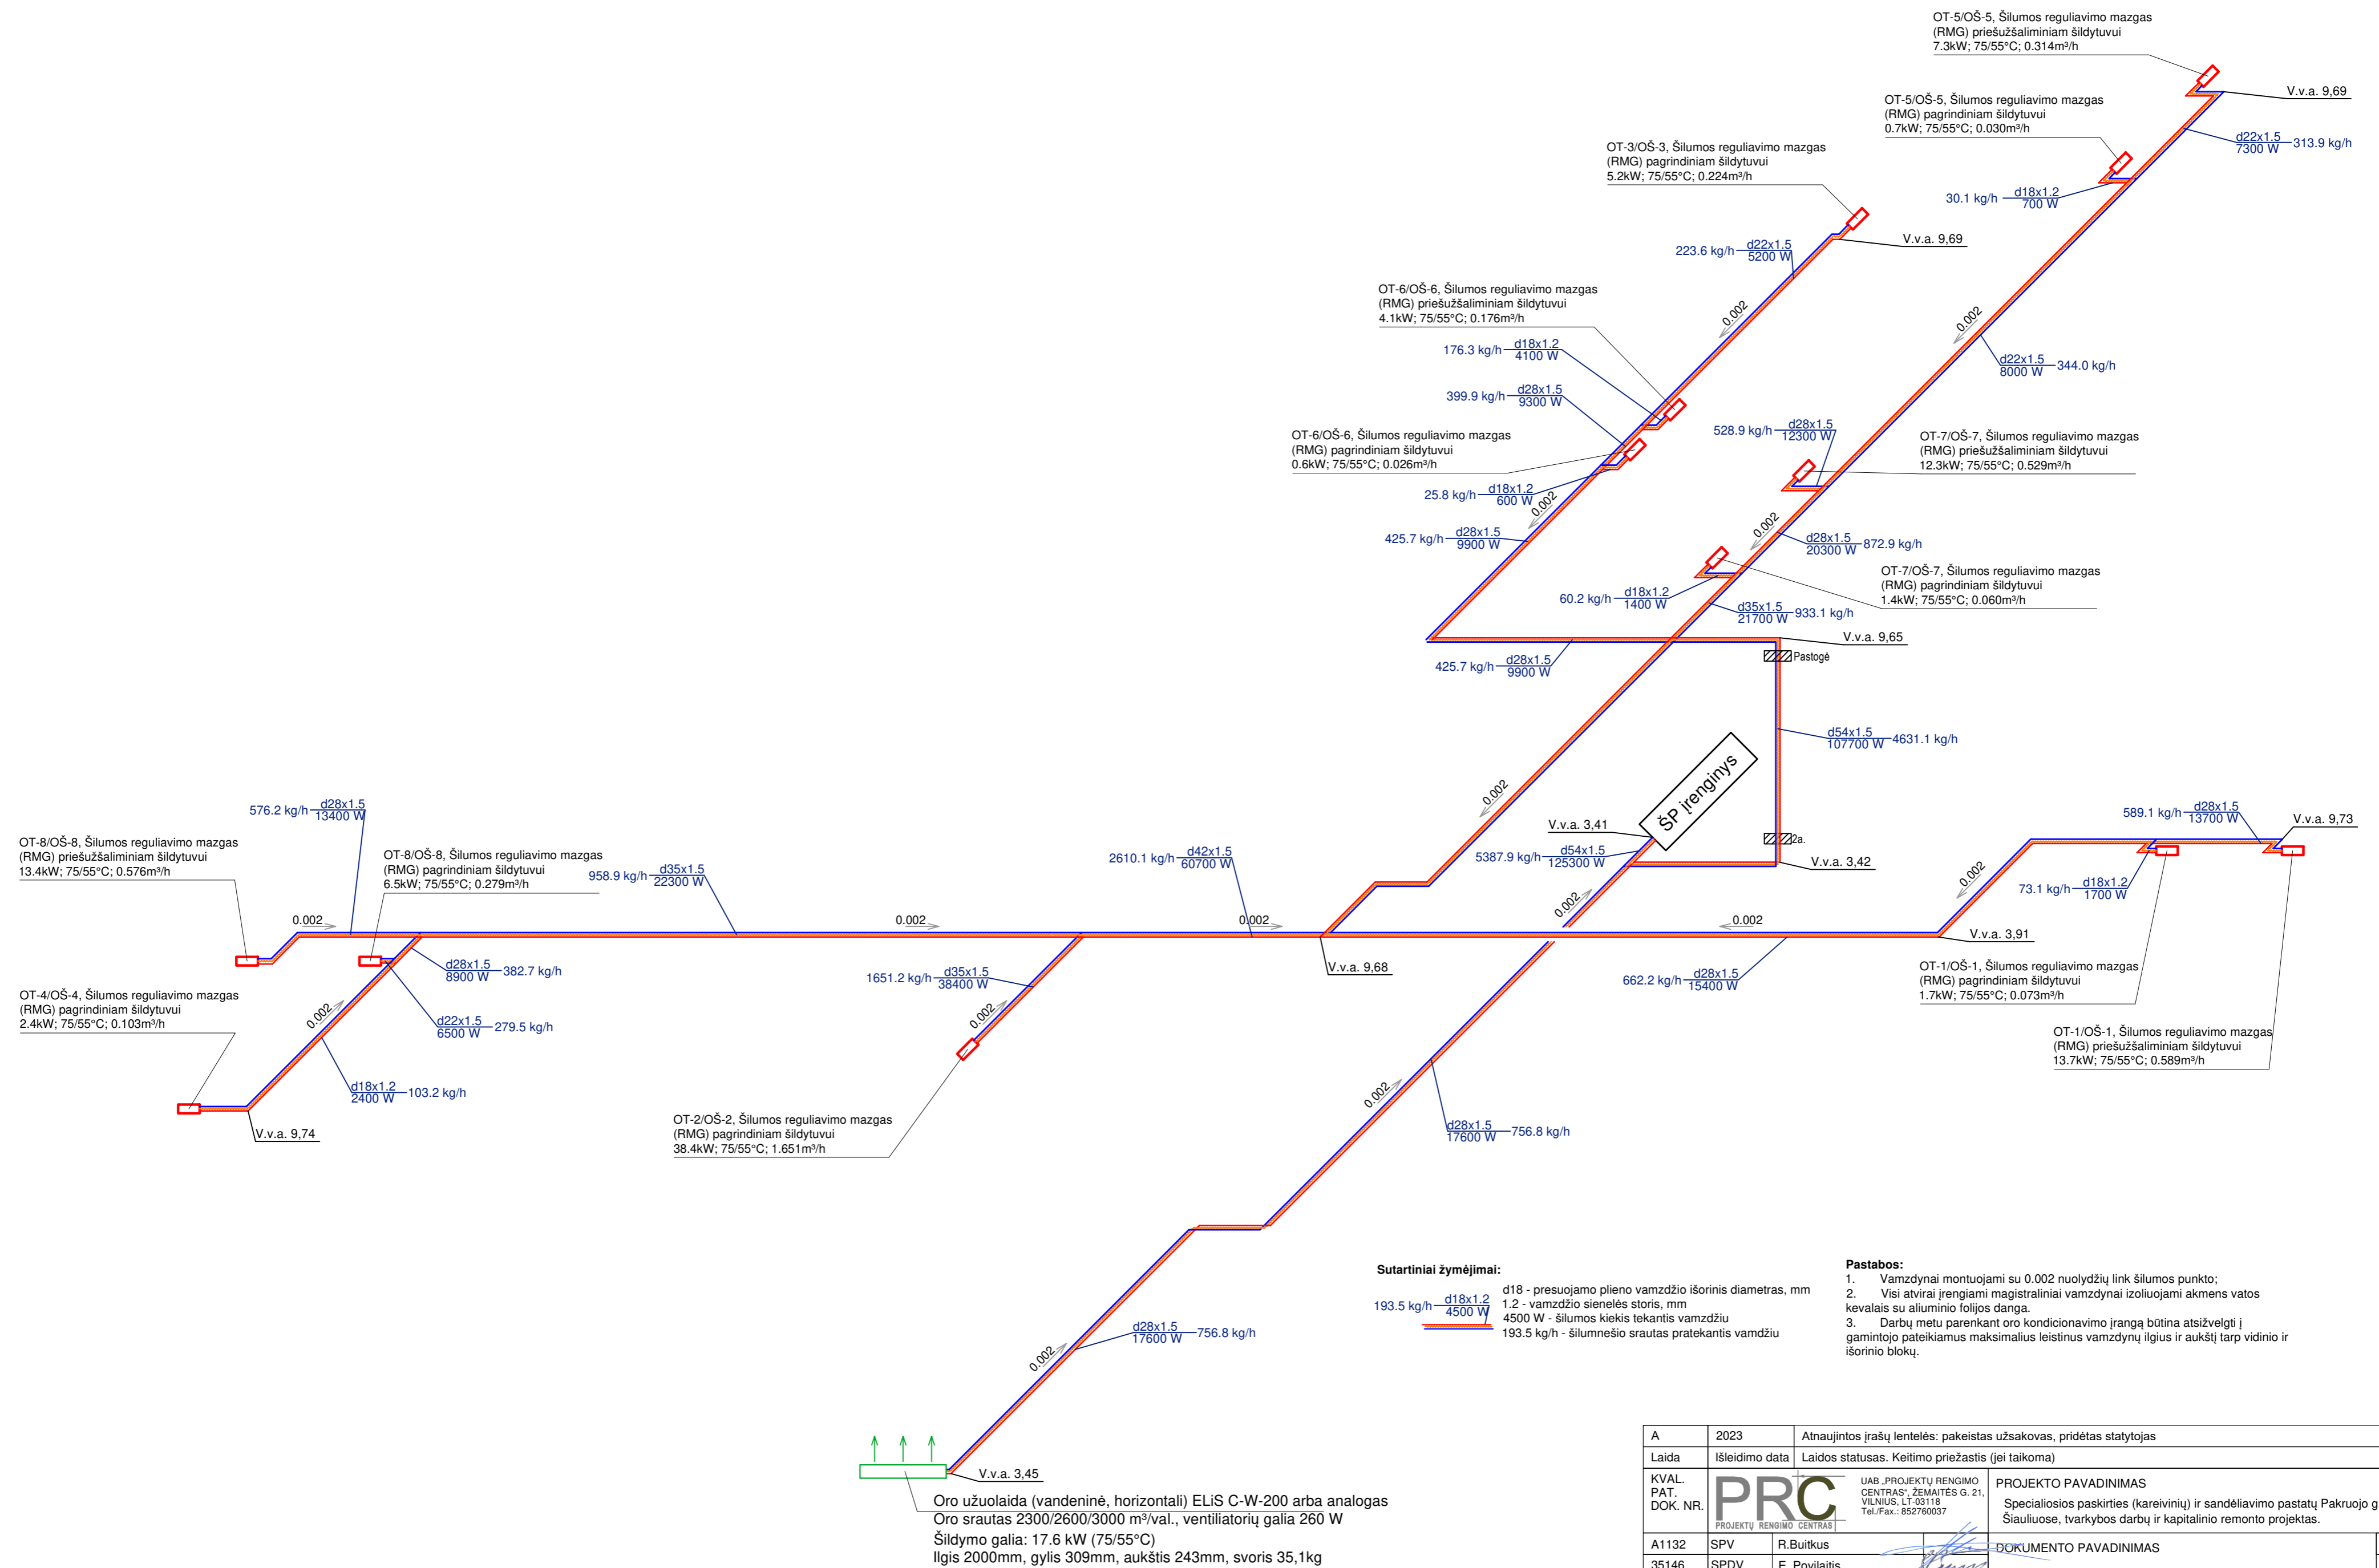 OT-5/OŠ-5, Šilumos reguliavimo mazgas
(RMG) priešužšaliminiam šildytuvui
7.3kW; 75/55°C; 0.314m³/h
V.v.a. 9,69
OT-5/OŠ-5, Šilumos reguliavimo mazgas
(RMG) pagrindiniam šildytuvui
0.7kW; 75/55°C; 0.030m³/h
d22x1.5
7300 W
313.9 kg/h
OT-3/OŠ-3, Šilumos reguliavimo mazgas
(RMG) pagrindiniam šildytuvui
5.2kW; 75/55°C; 0.224m³/h
30.1 kg/h
d18x1.2
700 W
V.v.a. 9,69
223.6 kg/h
d22x1.5
5200 W
OT-6/OŠ-6, Šilumos reguliavimo mazgas
(RMG) priešužšaliminiam šildytuvui
4.1kW; 75/55°C; 0.176m³/h
0.002
0.002
176.3 kg/h
d18x1.2
4100 W
d22x1.5
8000 W
344.0 kg/h
399.9 kg/h
d28x1.5
9300 W
528.9 kg/h
d28x1.5
12300 W
OT-6/OŠ-6, Šilumos reguliavimo mazgas
(RMG) pagrindiniam šildytuvui
0.6kW; 75/55°C; 0.026m³/h
OT-7/OŠ-7, Šilumos reguliavimo mazgas
(RMG) priešužšaliminiam šildytuvui
12.3kW; 75/55°C; 0.529m³/h
25.8 kg/h
d18x1.2
600 W
0.002
0.002
425.7 kg/h
d28x1.5
9900 W
d28x1.5
20300 W
872.9 kg/h
OT-7/OŠ-7, Šilumos reguliavimo mazgas
(RMG) pagrindiniam šildytuvui
1.4kW; 75/55°C; 0.060m³/h
60.2 kg/h
d18x1.2
1400 W
d35x1.5
21700 W
933.1 kg/h
V.v.a. 9,65
425.7 kg/h
d28x1.5
9900 W
Pastogė
d54x1.5
107700 W
4631.1 kg/h
ŠP įrenginys
0.002
V.v.a. 3,41
2a.
5387.9 kg/h
d54x1.5
125300 W
V.v.a. 3,42
576.2 kg/h
d28x1.5
13400 W
589.1 kg/h
d28x1.5
13700 W
V.v.a. 9,73
OT-8/OŠ-8, Šilumos reguliavimo mazgas
(RMG) priešužšaliminiam šildytuvui
13.4kW; 75/55°C; 0.576m³/h
OT-8/OŠ-8, Šilumos reguliavimo mazgas
(RMG) pagrindiniam šildytuvui
6.5kW; 75/55°C; 0.279m³/h
958.9 kg/h
d35x1.5
22300 W
2610.1 kg/h
d42x1.5
60700 W
73.1 kg/h
d18x1.2
1700 W
0.002
0.002
0.002
0.002
0.002
0.002
0.002
V.v.a. 3,91
V.v.a. 9,68
d28x1.5
8900 W
382.7 kg/h
1651.2 kg/h
d35x1.5
38400 W
662.2 kg/h
d28x1.5
15400 W
OT-1/OŠ-1, Šilumos reguliavimo mazgas
(RMG) pagrindiniam šildytuvui
1.7kW; 75/55°C; 0.073m³/h
OT-4/OŠ-4, Šilumos reguliavimo mazgas
(RMG) pagrindiniam šildytuvui
2.4kW; 75/55°C; 0.103m³/h
0.002
d22x1.5
6500 W
279.5 kg/h
OT-1/OŠ-1, Šilumos reguliavimo mazgas
(RMG) priešužšaliminiam šildytuvui
13.7kW; 75/55°C; 0.589m³/h
d18x1.2
2400 W
103.2 kg/h
0.002
V.v.a. 9,74
OT-2/OŠ-2, Šilumos reguliavimo mazgas
(RMG) pagrindiniam šildytuvui
38.4kW; 75/55°C; 1.651m³/h
d28x1.5
17600 W
756.8 kg/h
d28x1.5
17600 W
756.8 kg/h
0.002
V.v.a. 3,45
Oro užuolaida (vandeninė, horizontali) ELiS C-W-200 arba analogas
Oro srautas 2300/2600/3000 m³/val., ventiliatorių galia 260 W
Šildymo galia: 17.6 kW (75/55°C)
Ilgis 2000mm, gylis 309mm, aukštis 243mm, svoris 35,1kg
Sutartiniai žymėjimai:
193.5 kg/h
d18x1.2
4500 W
d18 - presuojamo plieno vamzdžio išorinis diametras, mm
1.2 - vamzdžio sienelės storis, mm
4500 W - šilumos kiekis tekantis vamzdžiu
193.5 kg/h - šilumnešio srautas pratekantis vamdžiu
Pastabos:
1. Vamzdynai montuojami su 0.002 nuolydžių link šilumos punkto;
2. Visi atvirai įrengiami magistraliniai vamzdynai izoliuojami akmens vatos
kevalais su aliuminio folijos danga.
3. Darbų metu parenkant oro kondicionavimo įrangą būtina atsižvelgti į
gamintojo pateikiamus maksimalius leistinus vamzdynų ilgius ir aukštį tarp vidinio ir
išorinio blokų.
A 2023 Atnaujintos įrašų lentelės: pakeistas užsakovas, pridėtas statytojas
Laida Išleidimo data Laidos statusas. Keitimo priežastis (jei taikoma)
KVAL.
PAT.
DOK. NR.
PRC
PROJEKTŲ RENGIMO CENTRAS
UAB „PROJEKTŲ RENGIMO
CENTRAS", ŽEMAITĖS G. 21,
VILNIUS, LT-03118
Tel./Fax.: 852760037
PROJEKTO PAVADINIMAS
Specialiosios paskirties (kareivinių) ir sandėliavimo pastatų Pakruojo g
Šiauliuose, tvarkybos darbų ir kapitalinio remonto projektas.
A1132 SPV R.Buitkus
DOKUMENTO PAVADINIMAS
35146 SPDV E. Povilaitis